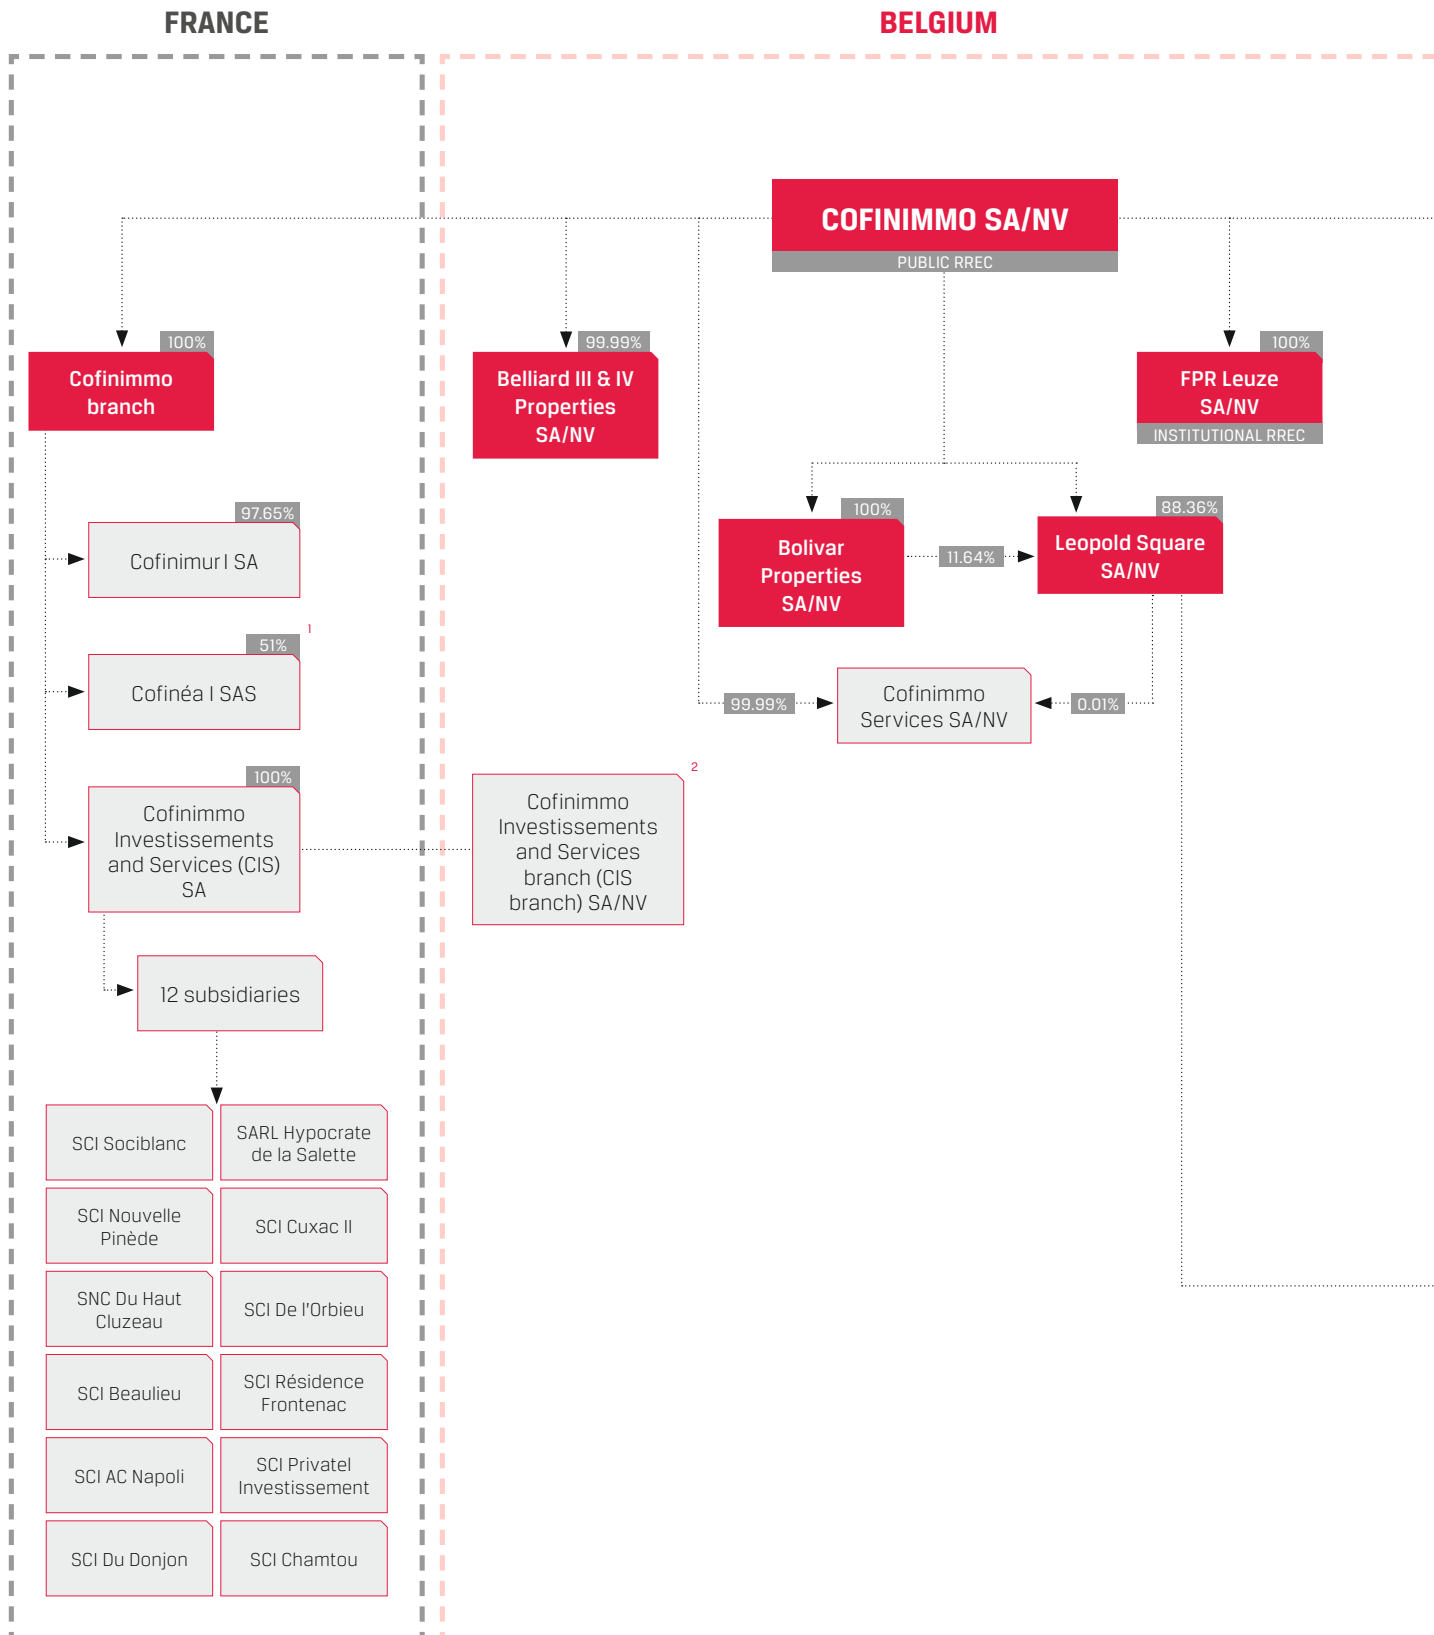 FRANCE
BELGIUM
COFINIMMO SA/NV
PUBLIC RREC
100%
Cofinimmo
branch
99.99%
Belliard III & IV
Properties
SA/NV
100%
FPR Leuze
SA/NV
INSTITUTIONAL RREC
97.65%
Cofinimur I SA
100%
Bolivar
Properties
SA/NV
11.64%
88.36%
Leopold Square
SA/NV
51%
1
Cofinéa I SAS
99.99%
Cofinimmo
Services SA/NV
0.01%
100%
Cofinimmo
Investissements
and Services (CIS)
SA
2
Cofinimmo
Investissements
and Services
branch (CIS
branch) SA/NV
12 subsidiaries
SCI Sociblanc
SARL Hypocrate
de la Salette
SCI Nouvelle
Pinède
SCI Cuxac II
SNC Du Haut
Cluzeau
SCI De l'Orbieu
SCI Beaulieu
SCI Résidence
Frontenac
SCI AC Napoli
SCI Privatel
Investissement
SCI Du Donjon
SCI Chamtou